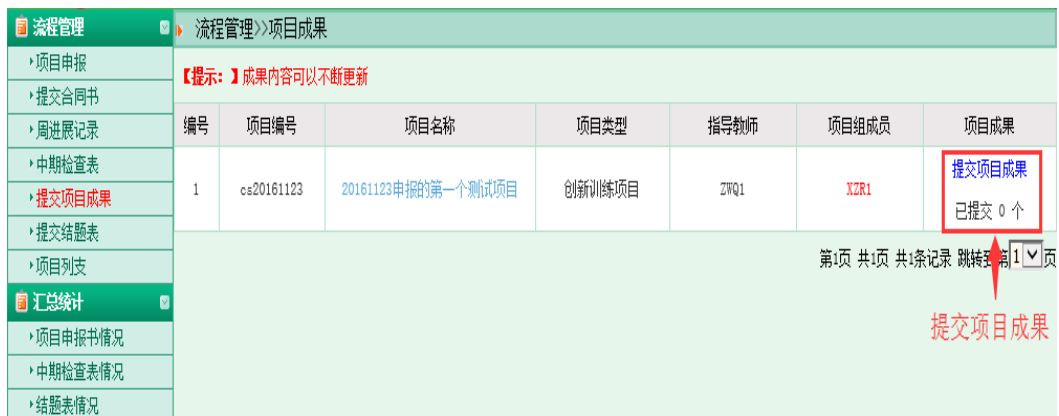 流程管理
项目申报
提交合同书
周进展记录
中期检查表
提交项目成果
提交结题表
项目列支
汇总统计
项目申报书情况
中期检查表情况
结题表情况
流程管理>>项目成果
【提示：】成果内容可以不断更新
编号 项目编号 项目名称 项目类型 指导教师 项目组成员 项目成果
1 cs20161123 20161123申报的第一个测试项目 创新训练项目 ZWQ1 XZR1 提交项目成果
已提交 0 个
第1页 共1页 共1条记录 跳转到第 1 页
提交项目成果